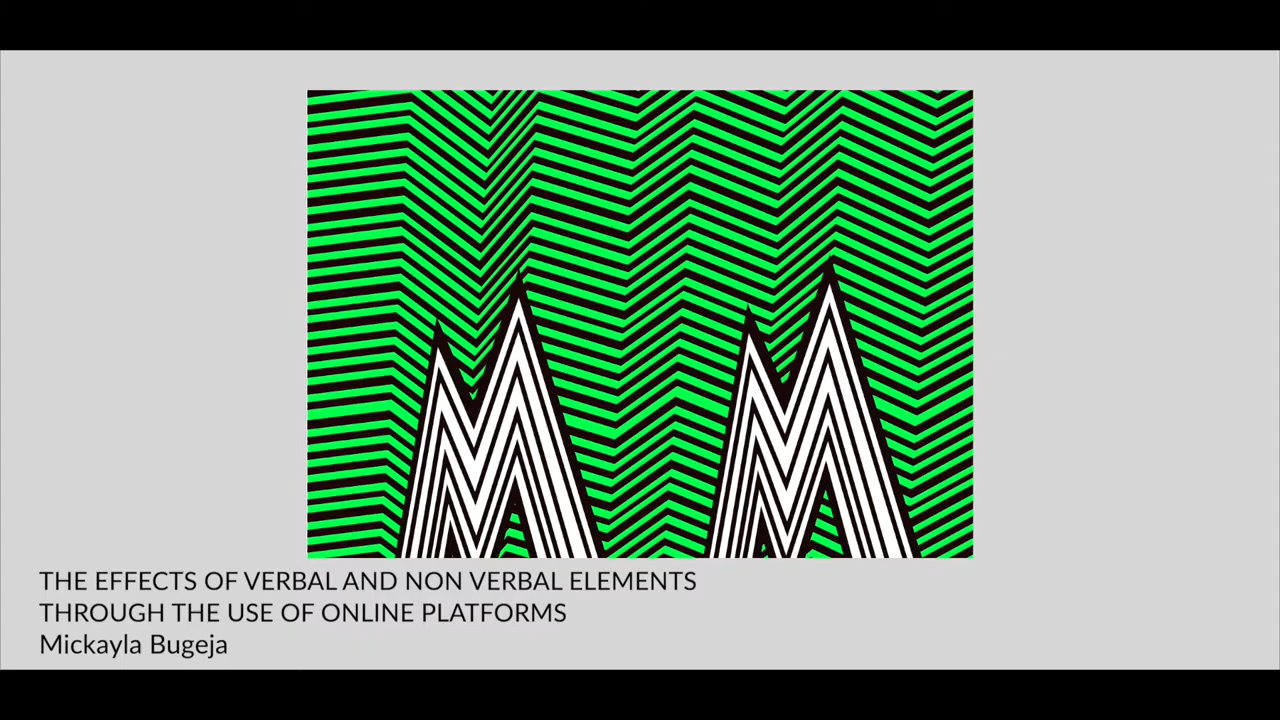 M M
THE EFFECTS OF VERBAL AND NON VERBAL ELEMENTS
THROUGH THE USE OF ONLINE PLATFORMS
Mickayla Bugeja